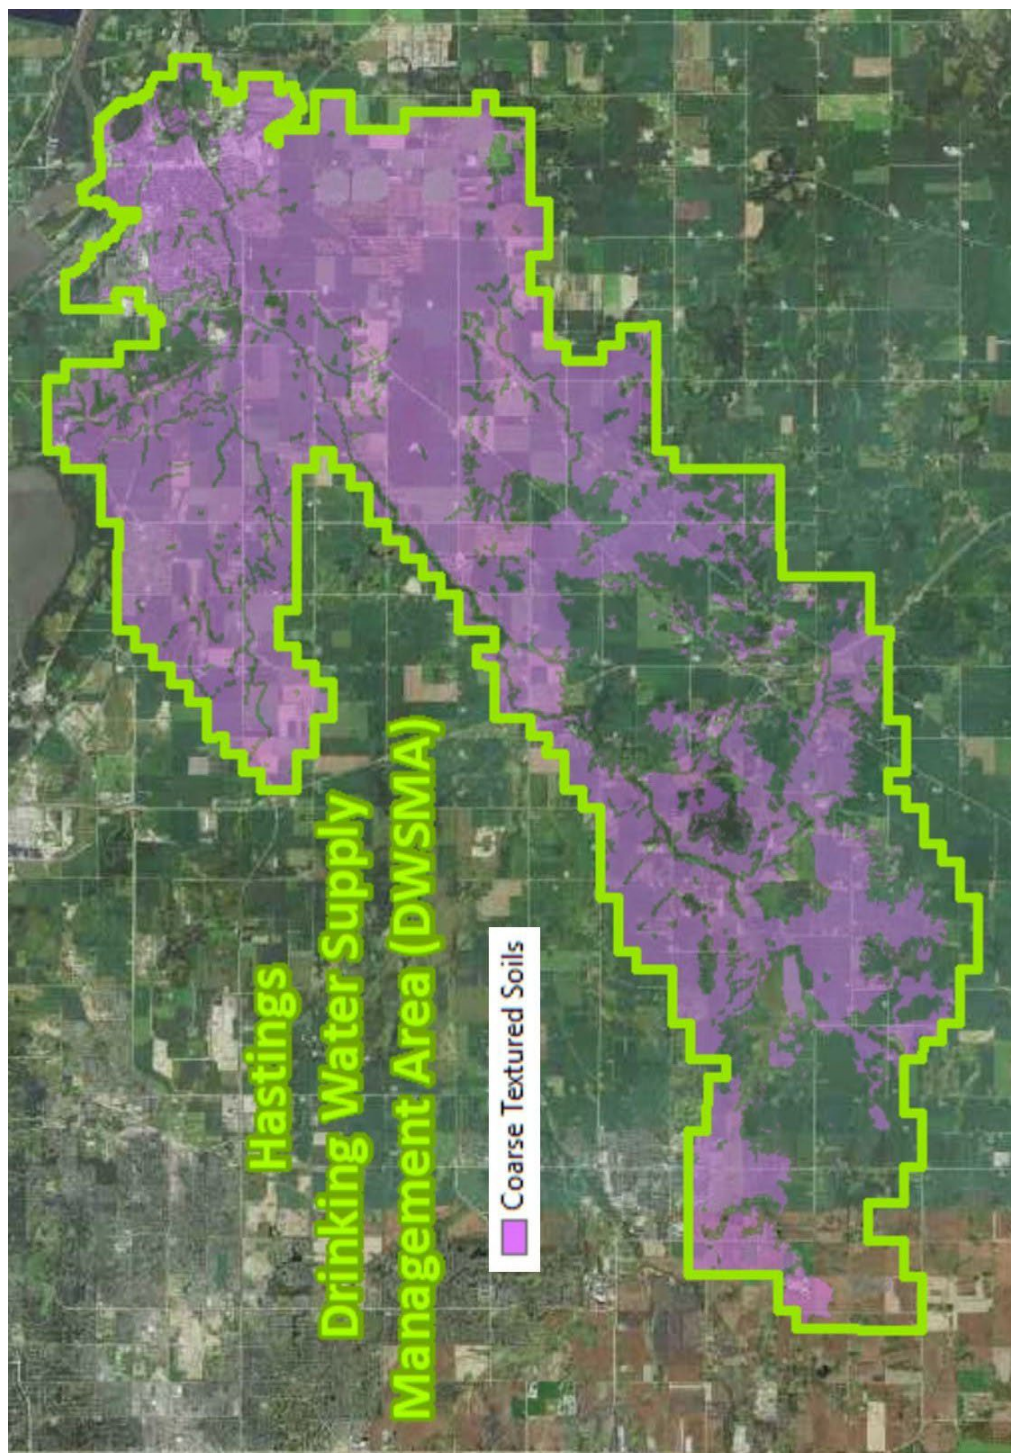 Hastings
Drinking Water Supply
Management Area (DWSMA)
Coarse Textured Soils